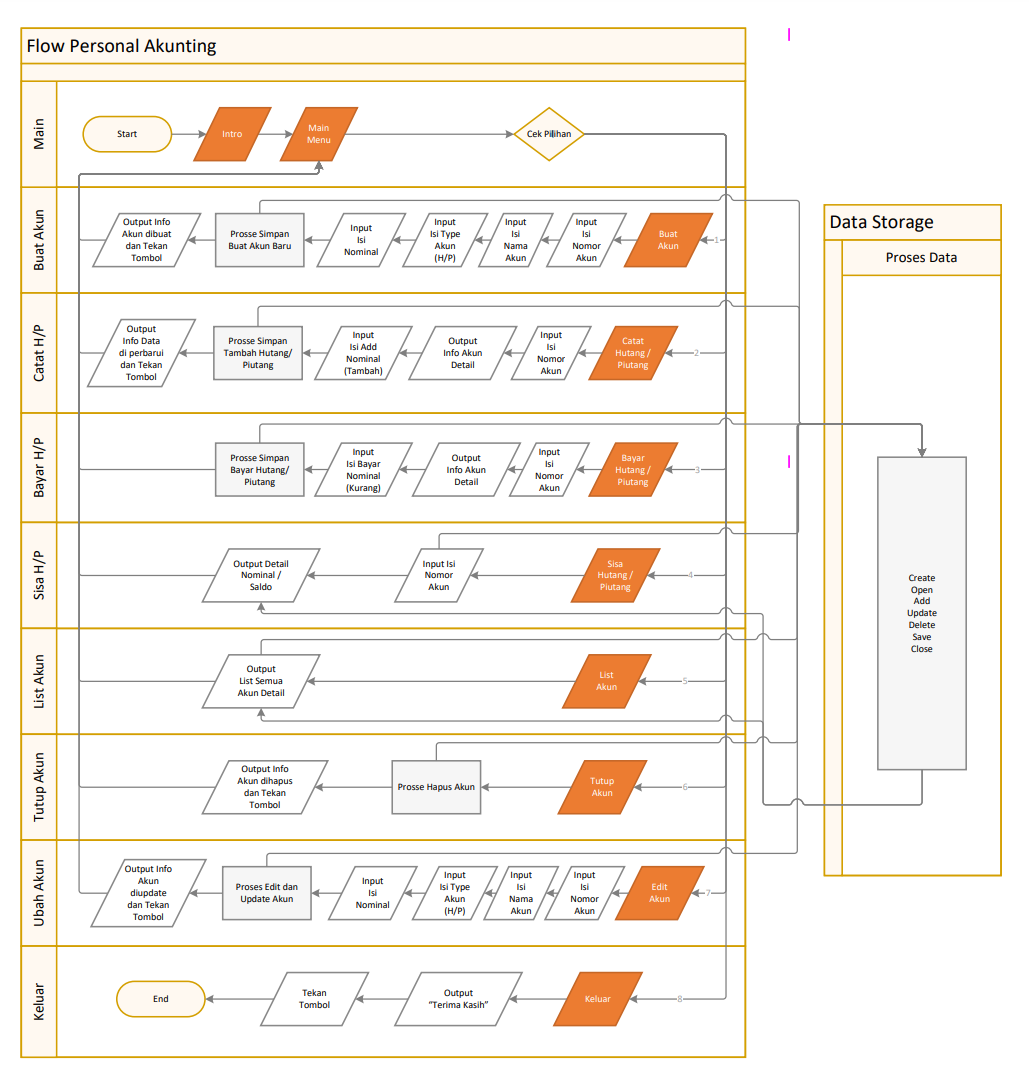 Flow Personal Akunting
Main
Start
Intro
Main
Menu
Cek Pilihan
Buat Akun
Output Info
Akun dibuat
dan Tekan
Tombol
Prosse Simpan
Buat Akun Baru
Input
Isi
Nominal
Input
Isi Type
Akun
(H/P)
Input
Isi
Nama
Akun
Input
Isi
Nomor
Akun
Buat
Akun
1
Catat H/P
Output
Info Data
di perbarui
dan Tekan
Tombol
Prosse Simpan
Tambah Hutang/
Piutang
Input
Isi Add
Nominal
(Tambah)
Output
Info Akun
Detail
Input
Isi
Nomor
Akun
Catat
Hutang /
Piutang
2
Bayar H/P
Prosse Simpan
Bayar Hutang/
Piutang
Input
Isi Bayar
Nominal
(Kurang)
Output
Info Akun
Detail
Input
Isi
Nomor
Akun
Bayar
Hutang /
Piutang
3
Sisa H/P
Output Detail
Nominal /
Saldo
Input Isi
Nomor
Akun
Sisa
Hutang /
Piutang
4
List Akun
Output
List Semua
Akun Detail
List
Akun
5
Tutup Akun
Output Info
Akun dihapus
dan Tekan
Tombol
Prosse Hapus Akun
Tutup
Akun
6
Ubah Akun
Output Info
Akun
diupdate
dan Tekan
Tombol
Proses Edit dan
Update Akun
Input
Isi
Nominal
Input
Isi Type
Akun
(H/P)
Input
Isi
Nama
Akun
Input
Isi
Nomor
Akun
Edit
Akun
7
Keluar
End
Tekan
Tombol
Output
"Terima Kasih"
Keluar
8
Data Storage
Proses Data
Create
Open
Add
Update
Delete
Save
Close